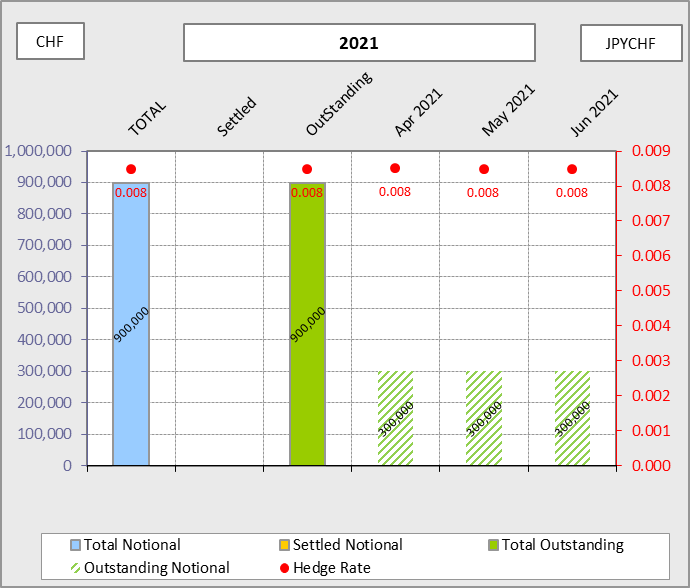 CHF
2021
JPYCHF
TOTAL
Settled
OutStanding
Apr 2021
May 2021
Jun 2021
1,000,000
900,000
800,000
700,000
600,000
500,000
400,000
300,000
200,000
100,000
0
0.009
0.008
0.007
0.006
0.005
0.004
0.003
0.002
0.001
0.000
0.008
0.008
0.008
0.008
0.008
900,000
900,000
300,000
300,000
300,000
Total Notional
Settled Notional
Total Outstanding
Outstanding Notional
Hedge Rate